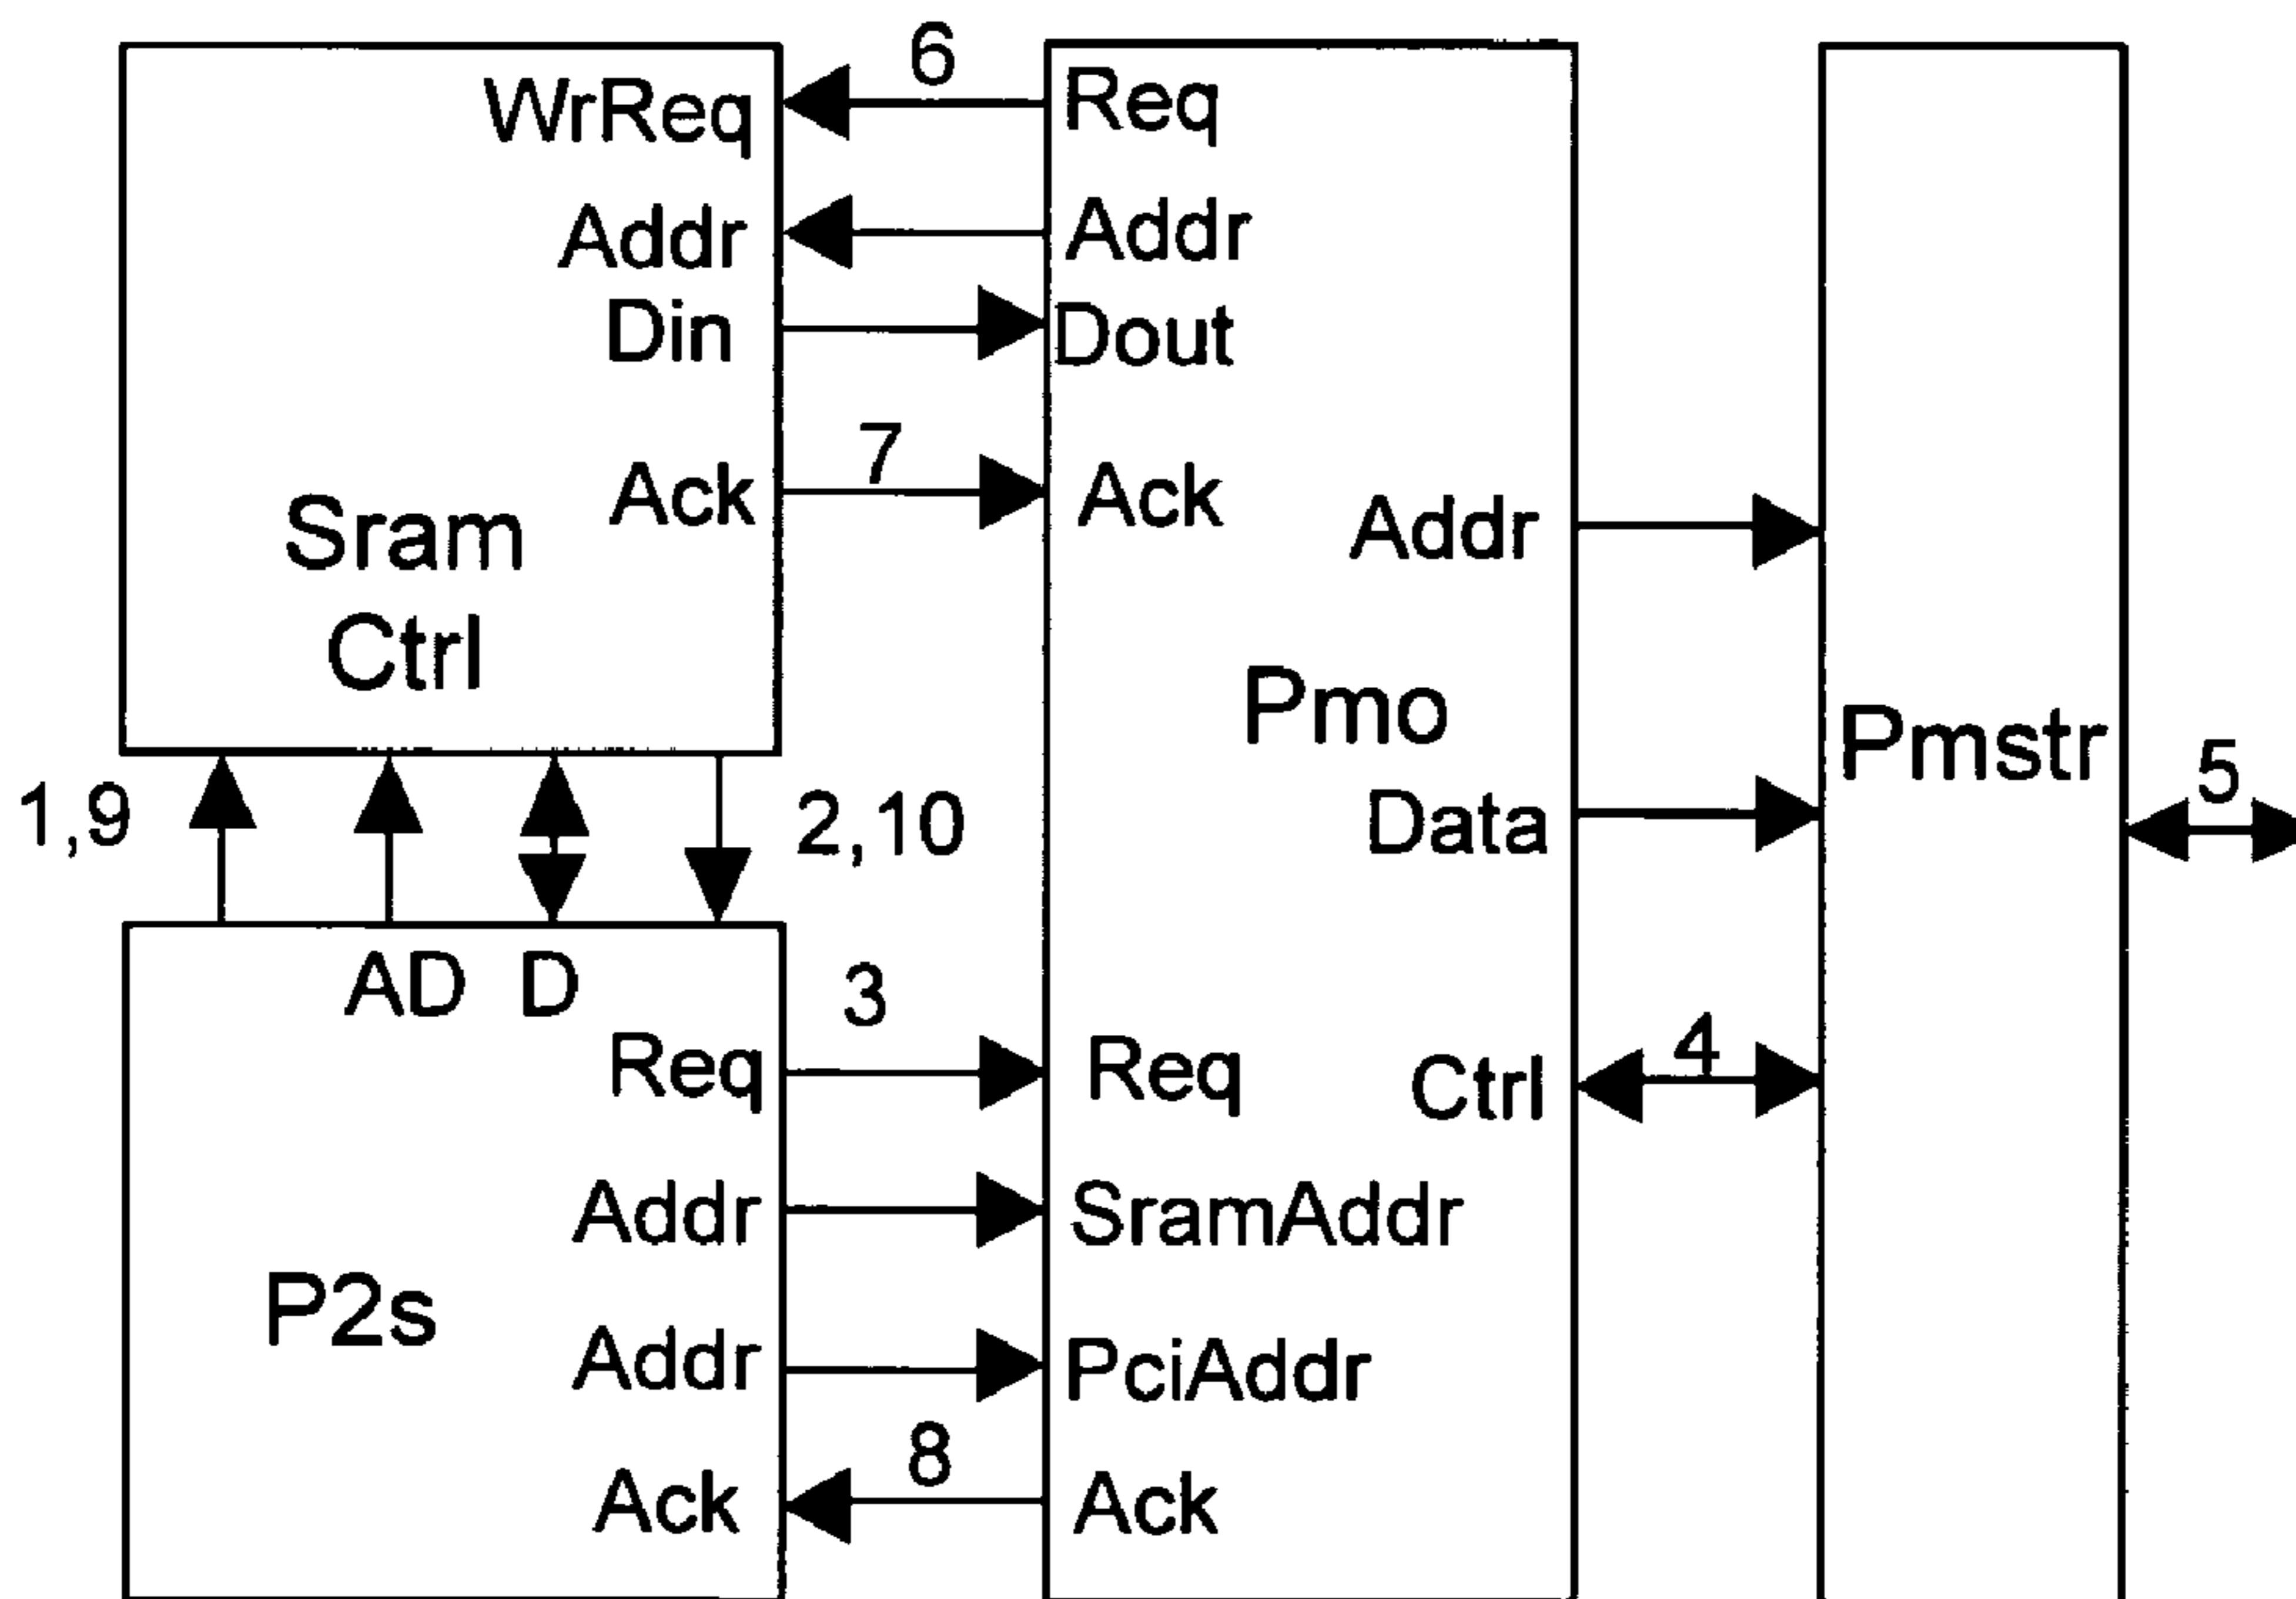 6
WrReq Req
Addr Addr
Din Dout
7
Ack Ack Addr
Sram
Ctrl
Pmo Pmstr
5
1,9 2,10 Data
AD D 3
Req Req Ctrl 4
Addr SramAddr
P2s
Addr PciAddr
8
Ack Ack